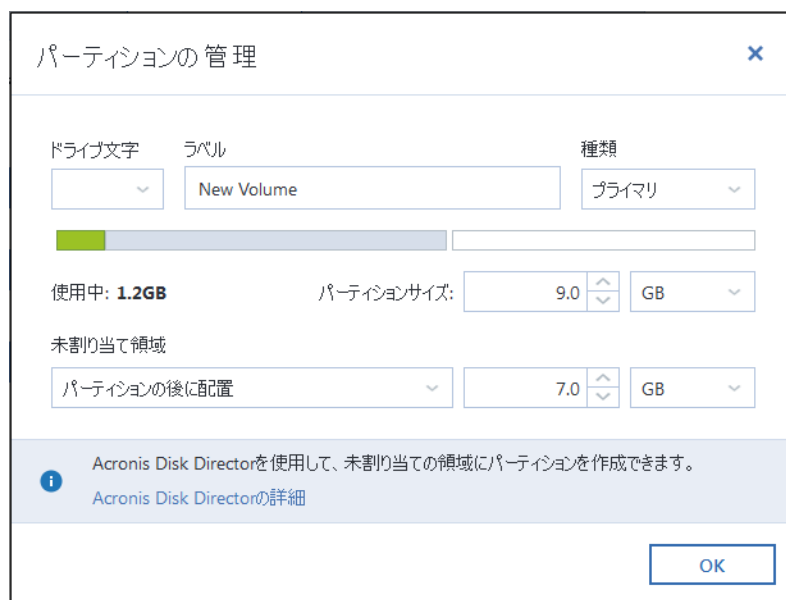 パーティションの管理
ドライブ文字 ラベル 種類
New Volume プライマリ
使用中: 1.2GB パーティションサイズ: 9.0 GB
未割り当て領域
パーティションの後に配置 7.0 GB
Acronis Disk Directorを使用して、未割り当ての領域にパーティションを作成できます。
Acronis Disk Directorの詳細
OK